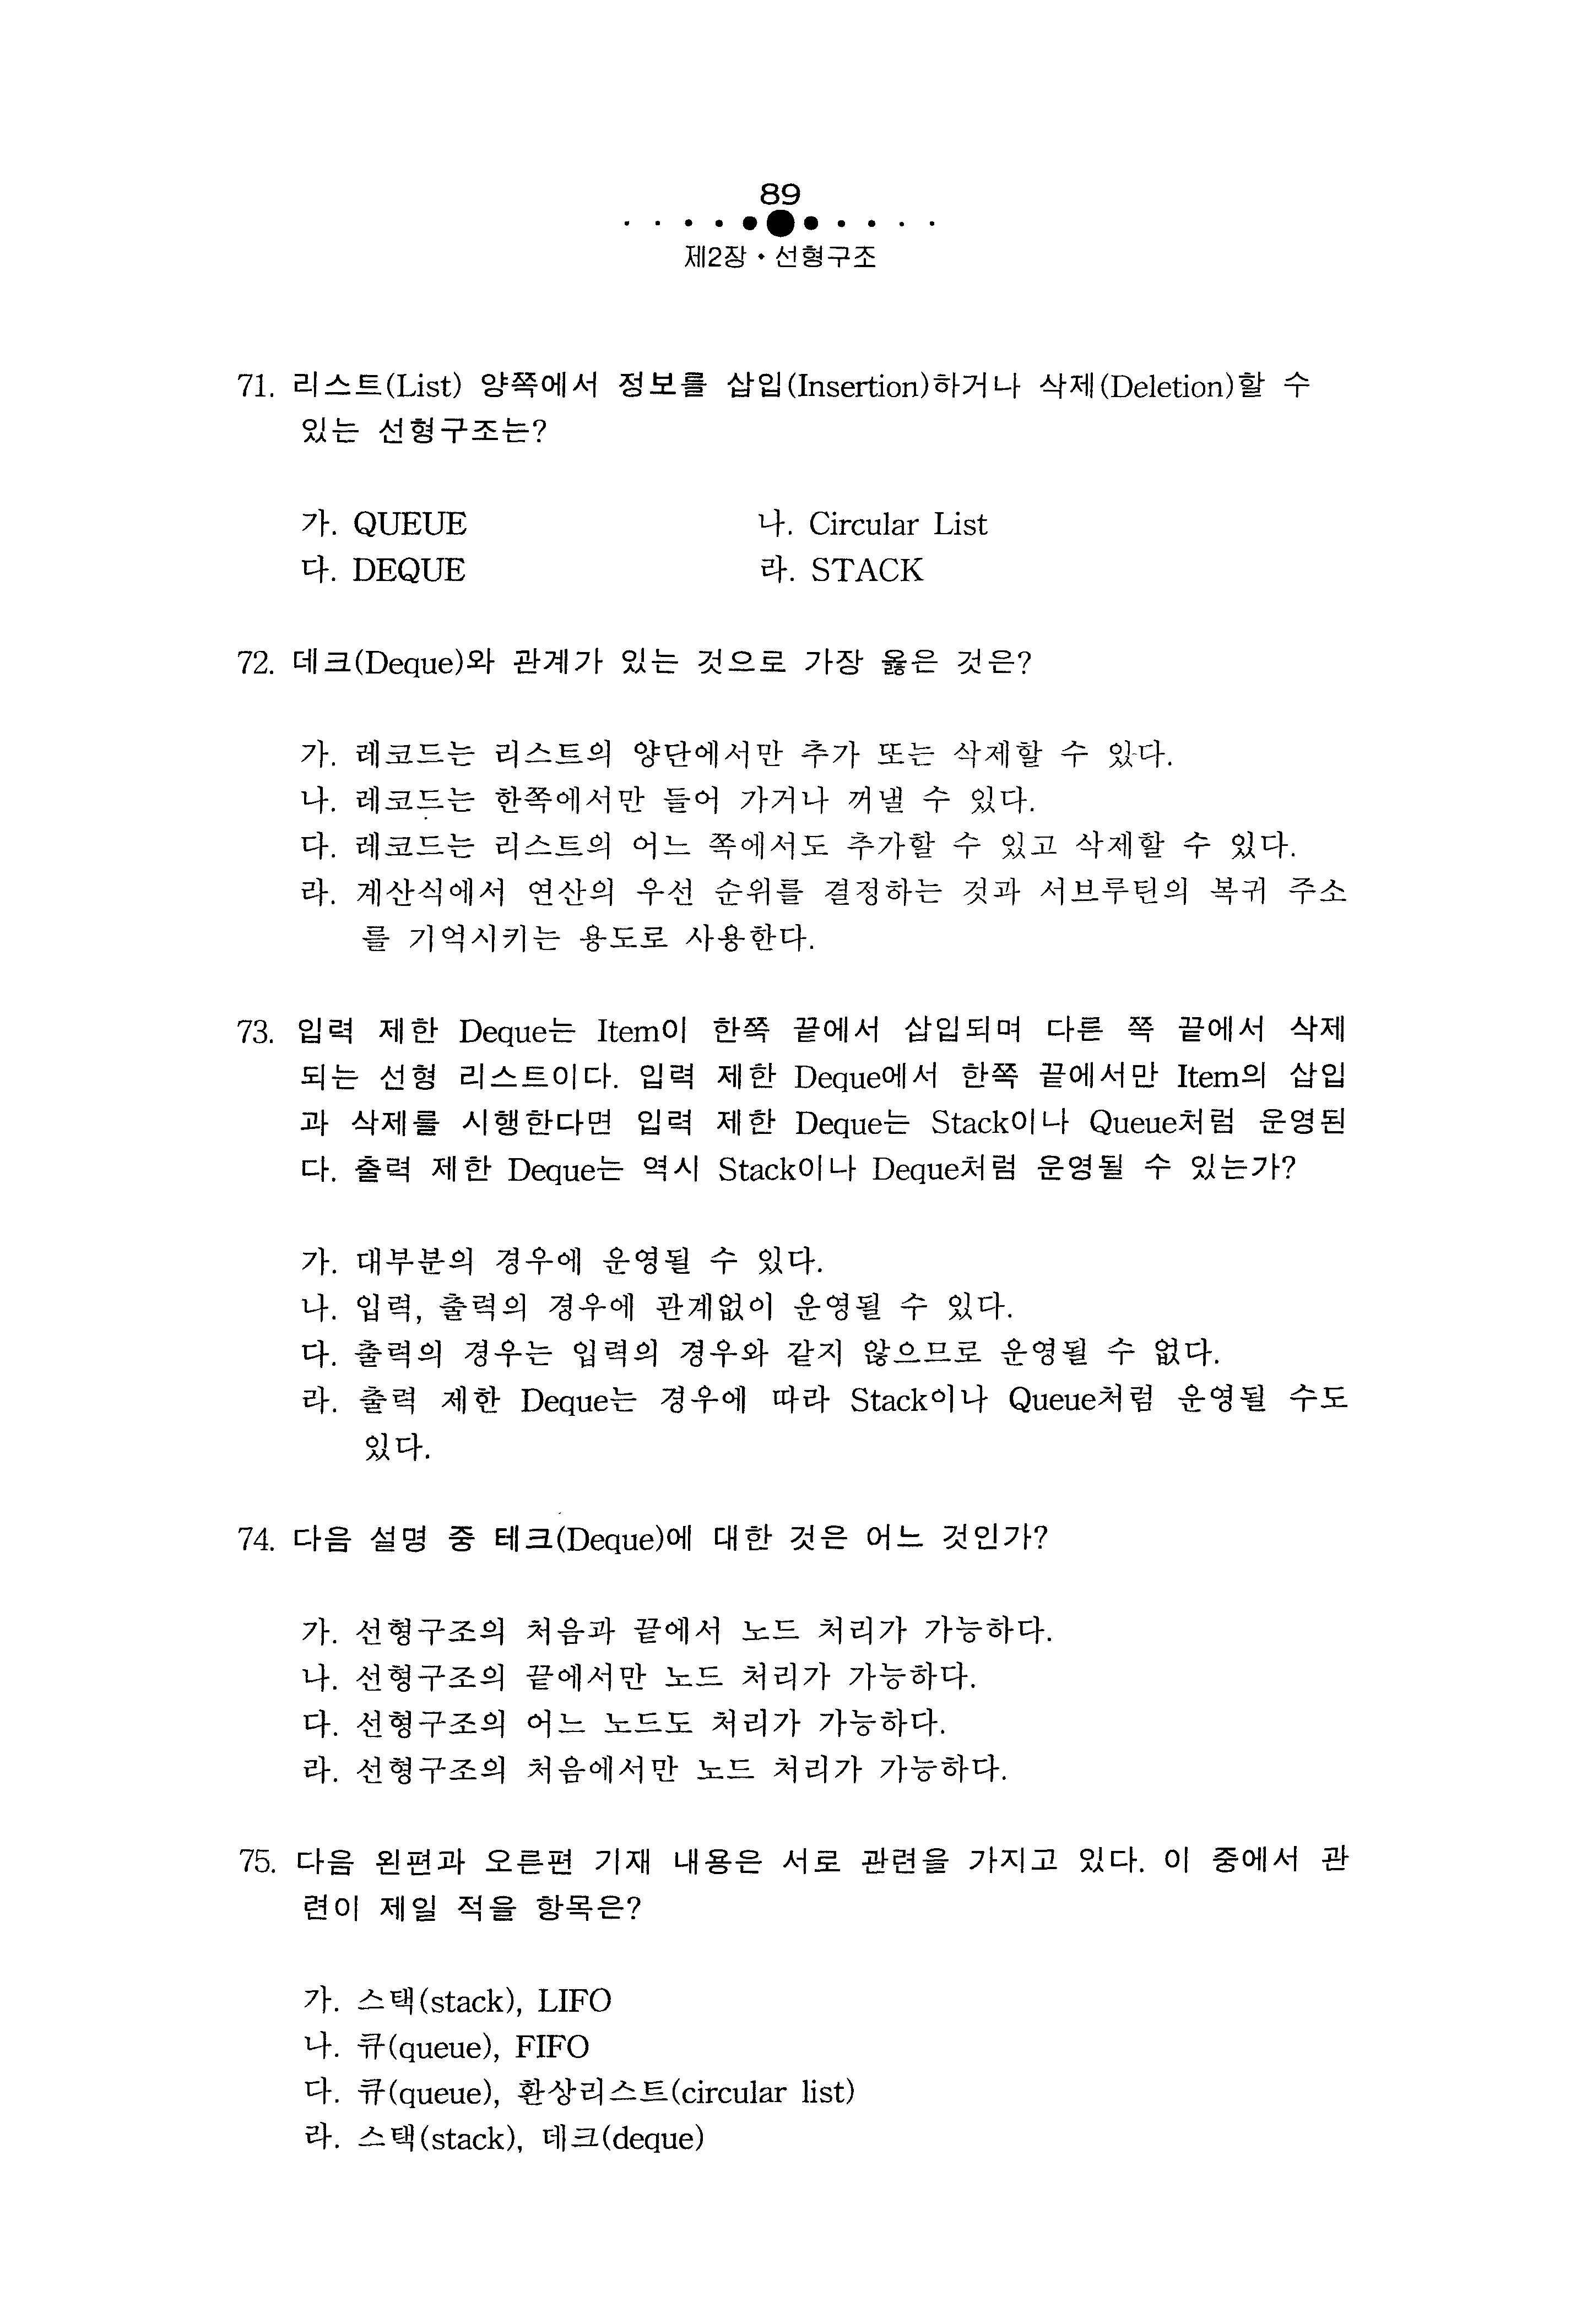 89
제2장 • 선형구조
71. 리스트(List) 양쪽에서 정보를 삽입(Insertion)하거나 삭제(Deletion)할 수
있는 선형구조는?
가. QUEUE 나. Circular List
다. DEQUE 라. STACK
72. 데크(Deque)와 관계가 있는 것으로 가장 옳은 것은?
가. 레코드는 리스트의 양단에서만 추가 또는 삭제할 수 있다.
나. 레코드는 한쪽에서만 들어 가거나 꺼낼 수 있다.
다. 레코드는 리스트의 어느 쪽에서도 추가할 수 있고 삭제할 수 있다.
라. 계산식에서 연산의 우선 순위를 결정하는 것과 서브루틴의 복귀 주소
를 기억시키는 용도로 사용한다.
73. 입력 제한 Deque는 Item이 한쪽 끝에서 삽입되며 다른 쪽 끝에서 삭제
되는 선형 리스트이다. 입력 제한 Deque에서 한쪽 끝에서만 Item의 삽입
과 삭제를 시행한다면 입력 제한 Deque는 Stack이나 Queue처럼 운영된
다. 출력 제한 Deque는 역시 Stack이나 Deque처럼 운영될 수 있는가?
가. 대부분의 경우에 운영될 수 있다.
나. 입력, 출력의 경우에 관계없이 운영될 수 있다.
다. 출력의 경우는 입력의 경우와 같지 않으므로 운영될 수 없다.
라. 출력 제한 Deque는 경우에 따라 Stack이나 Queue처럼 운영될 수도
있다.
74. 다음 설명 중 테크(Deque)에 대한 것은 어느 것인가?
가. 선형구조의 처음과 끝에서 노드 처리가 가능하다.
나. 선형구조의 끝에서만 노드 처리가 가능하다.
다. 선형구조의 어느 노드도 처리가 가능하다.
라. 선형구조의 처음에서만 노드 처리가 가능하다.
75. 다음 왼편과 오른편 기재 내용은 서로 관련을 가지고 있다. 이 중에서 관
련이 제일 적을 항목은?
가. 스택(stack), LIFO
나. 큐(queue), FIFO
다. 큐(queue), 환상리스트(circular list)
라. 스택(stack), 데크(deque)